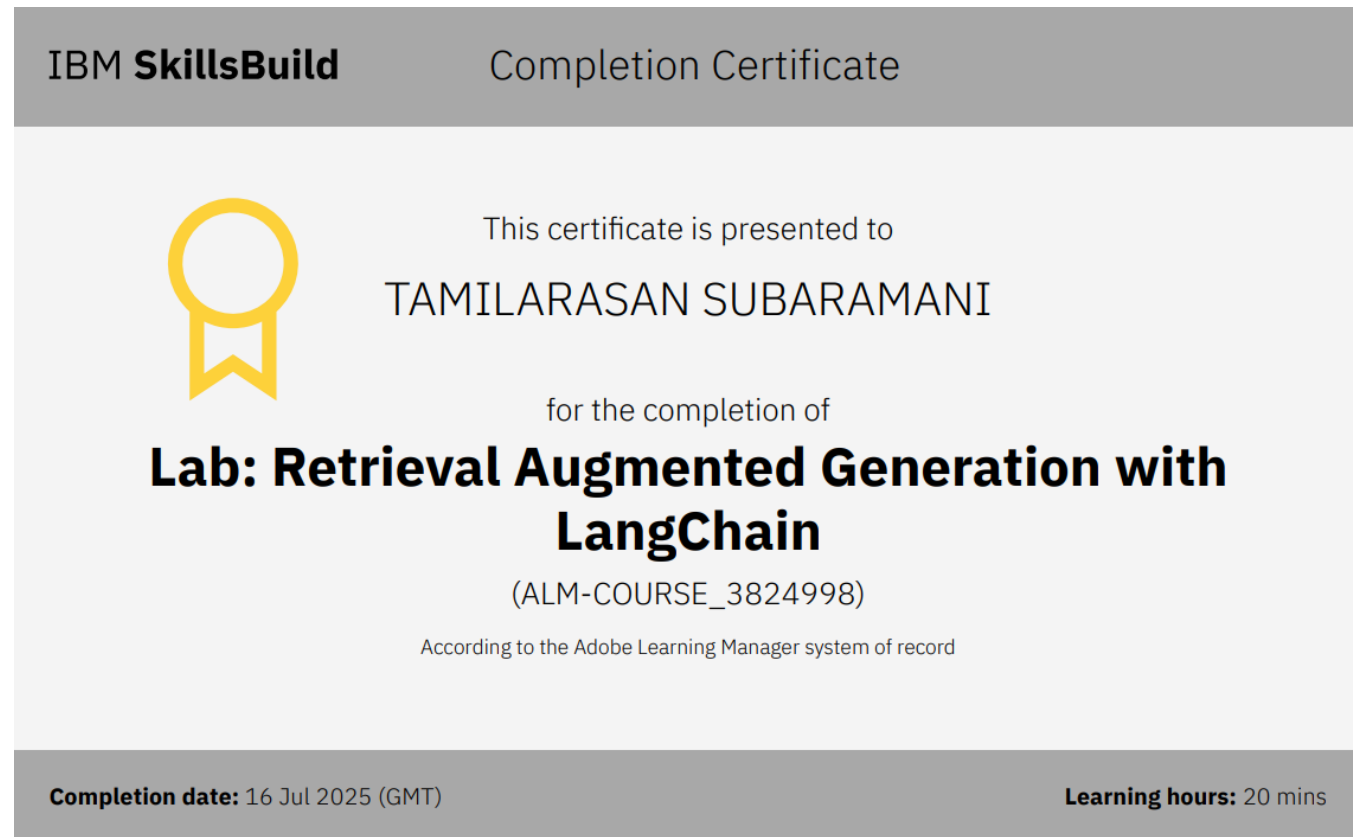 IBM SkillsBuild Completion Certificate
This certificate is presented to
TAMILARASAN SUBARAMANI
for the completion of
Lab: Retrieval Augmented Generation with
LangChain
(ALM-COURSE_3824998)
According to the Adobe Learning Manager system of record
Completion date: 16 Jul 2025 (GMT) Learning hours: 20 mins